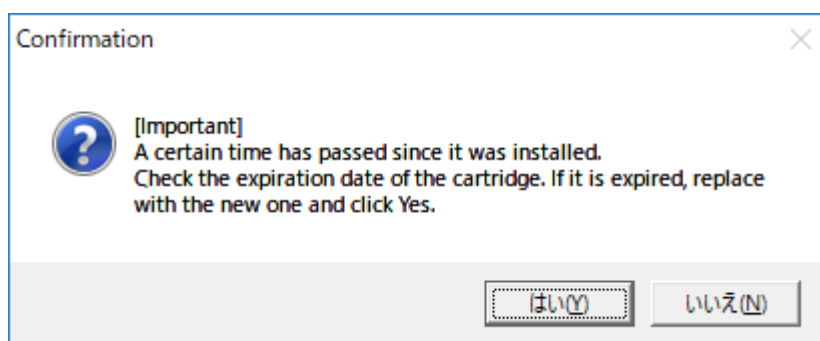 Confirmation
[Important]
A certain time has passed since it was installed.
Check the expiration date of the cartridge. If it is expired, replace
with the new one and click Yes.
はい(Y)
いいえ(N)